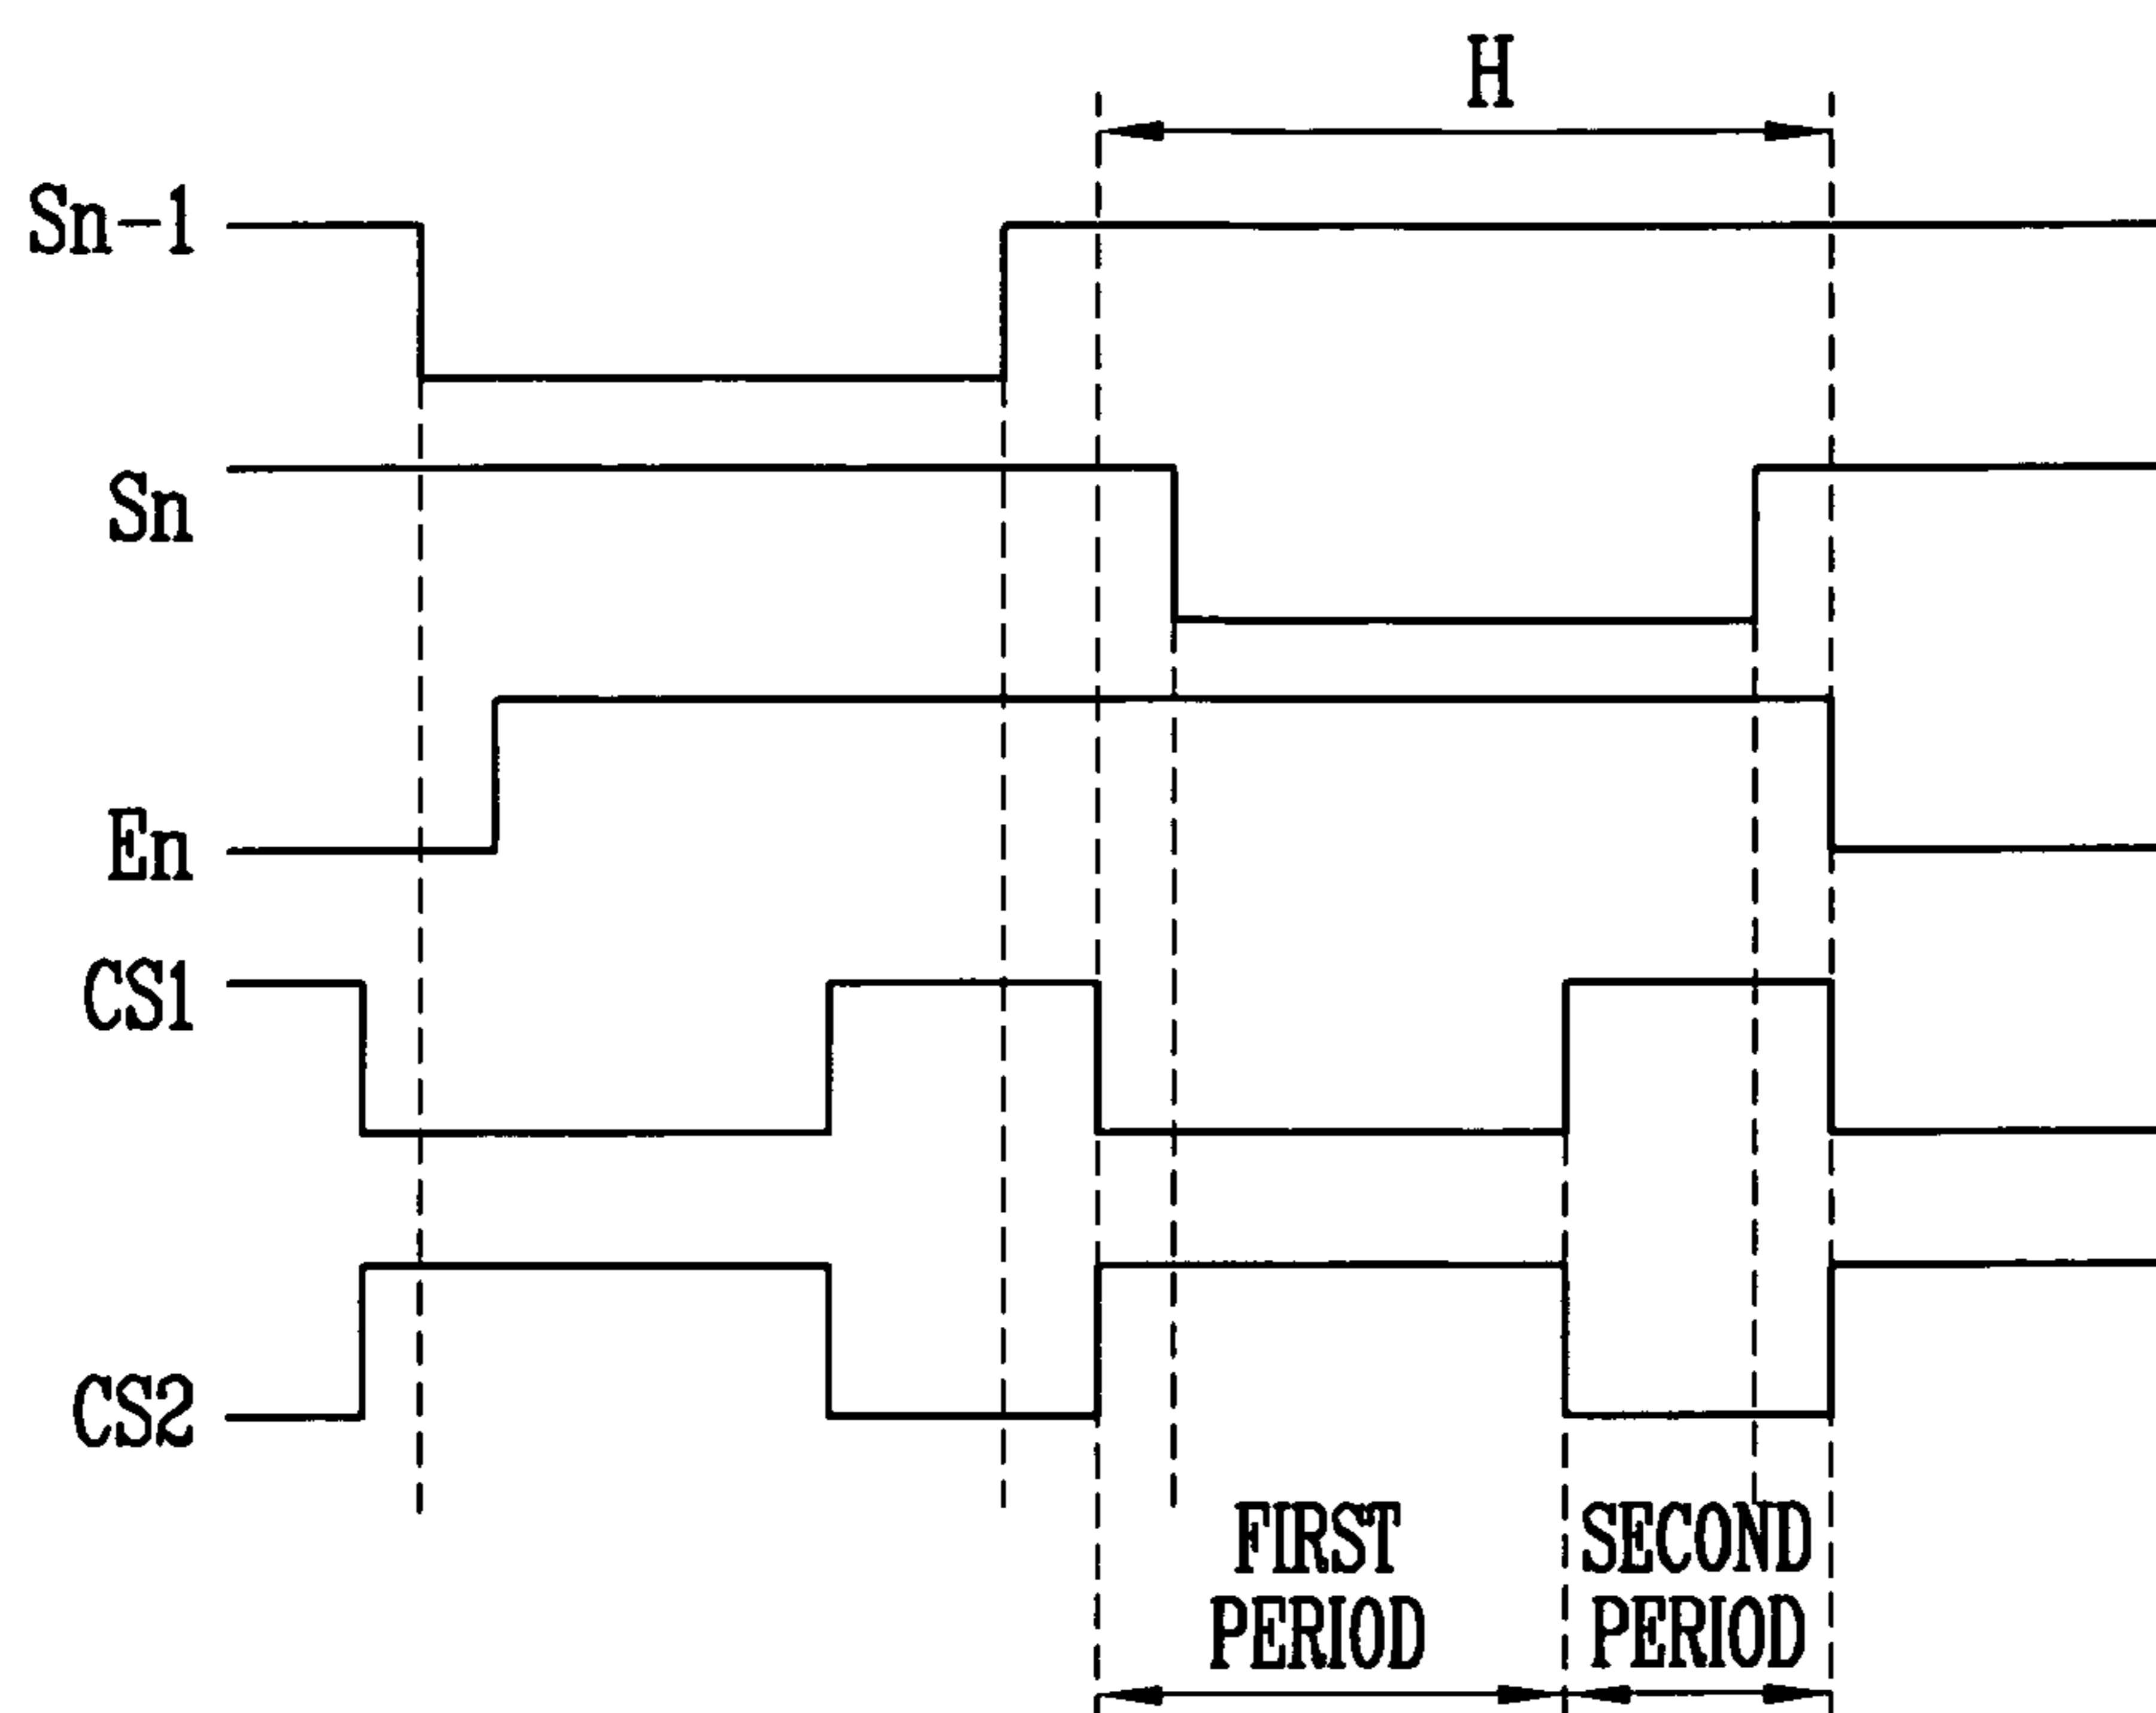 H
Sn-1
Sn
En
CS1
CS2
FIRST
PERIOD
SECOND
PERIOD